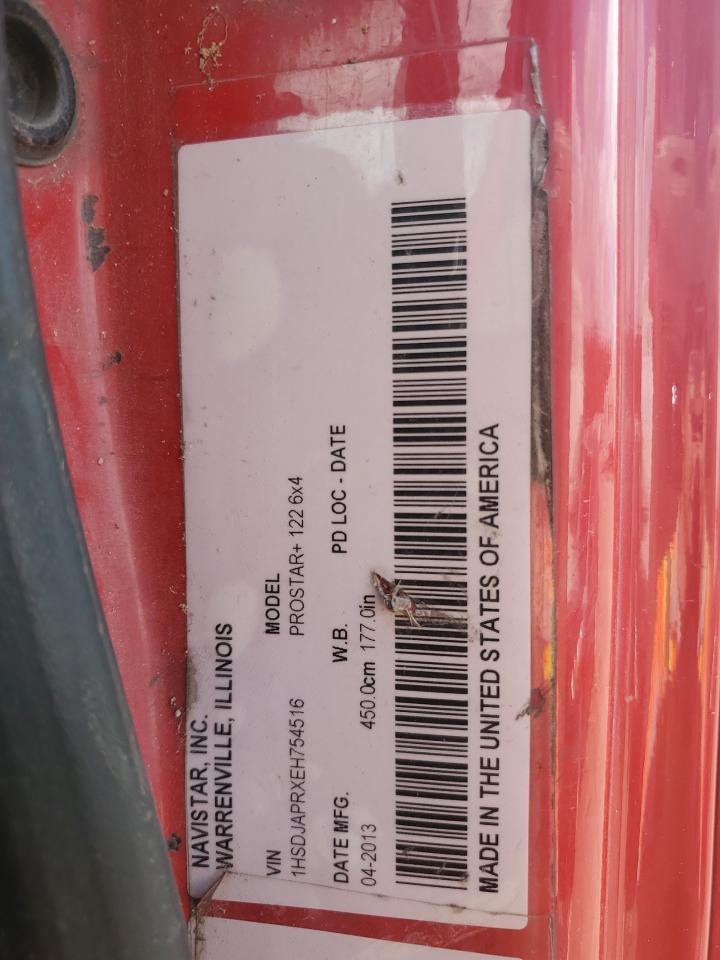 NAVISTAR, INC.
WARRENVILLE, ILLINOIS
VIN MODEL
1HSDJAPRXEH754516 PROSTAR+ 122 6x4
DATE MFG. W.B. PD LOC - DATE
04-2013 450.0cm 177.0in
MADE IN THE UNITED STATES OF AMERICA